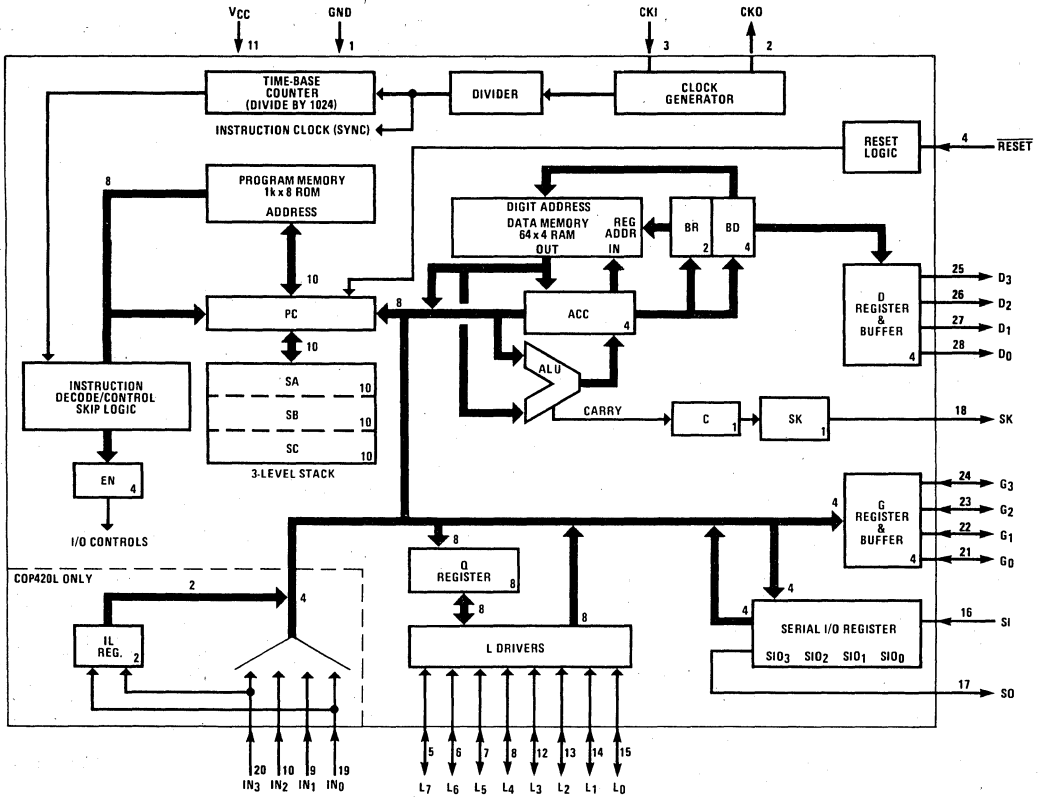 VCC GND CKI CKO
11 1 3 2
TIME-BASE
COUNTER
(DIVIDE BY 1024)
DIVIDER
CLOCK
GENERATOR
INSTRUCTION CLOCK (SYNC)
RESET
LOGIC
4
RESET
8
PROGRAM MEMORY
1k x 8 ROM
ADDRESS
DIGIT ADDRESS
DATA MEMORY
64 x 4 RAM
OUT
REG
ADDR
IN
BR
2
BD
4
10
PC
8
ACC
4
D
REGISTER
&
BUFFER
4
25 D3
26 D2
27 D1
28 D0
10
INSTRUCTION
DECODE/CONTROL
SKIP LOGIC
SA
10
SB
10
SC
10
3-LEVEL STACK
ALU
CARRY
C
1
SK
1
18 SK
EN
4
I/O CONTROLS
4
G
REGISTER
&
BUFFER
4
24 G3
23 G2
22 G1
21 G0
COP420L ONLY
2
4
IL
REG.
2
8
Q
REGISTER
8
8
8
L DRIVERS
4
4
SERIAL I/O REGISTER
SIO3 SIO2 SIO1 SIO0
16 SI
17 SO
20 10 9 19
IN3 IN2 IN1 IN0
5 6 7 8 12 13 14 15
L7 L6 L5 L4 L3 L2 L1 L0